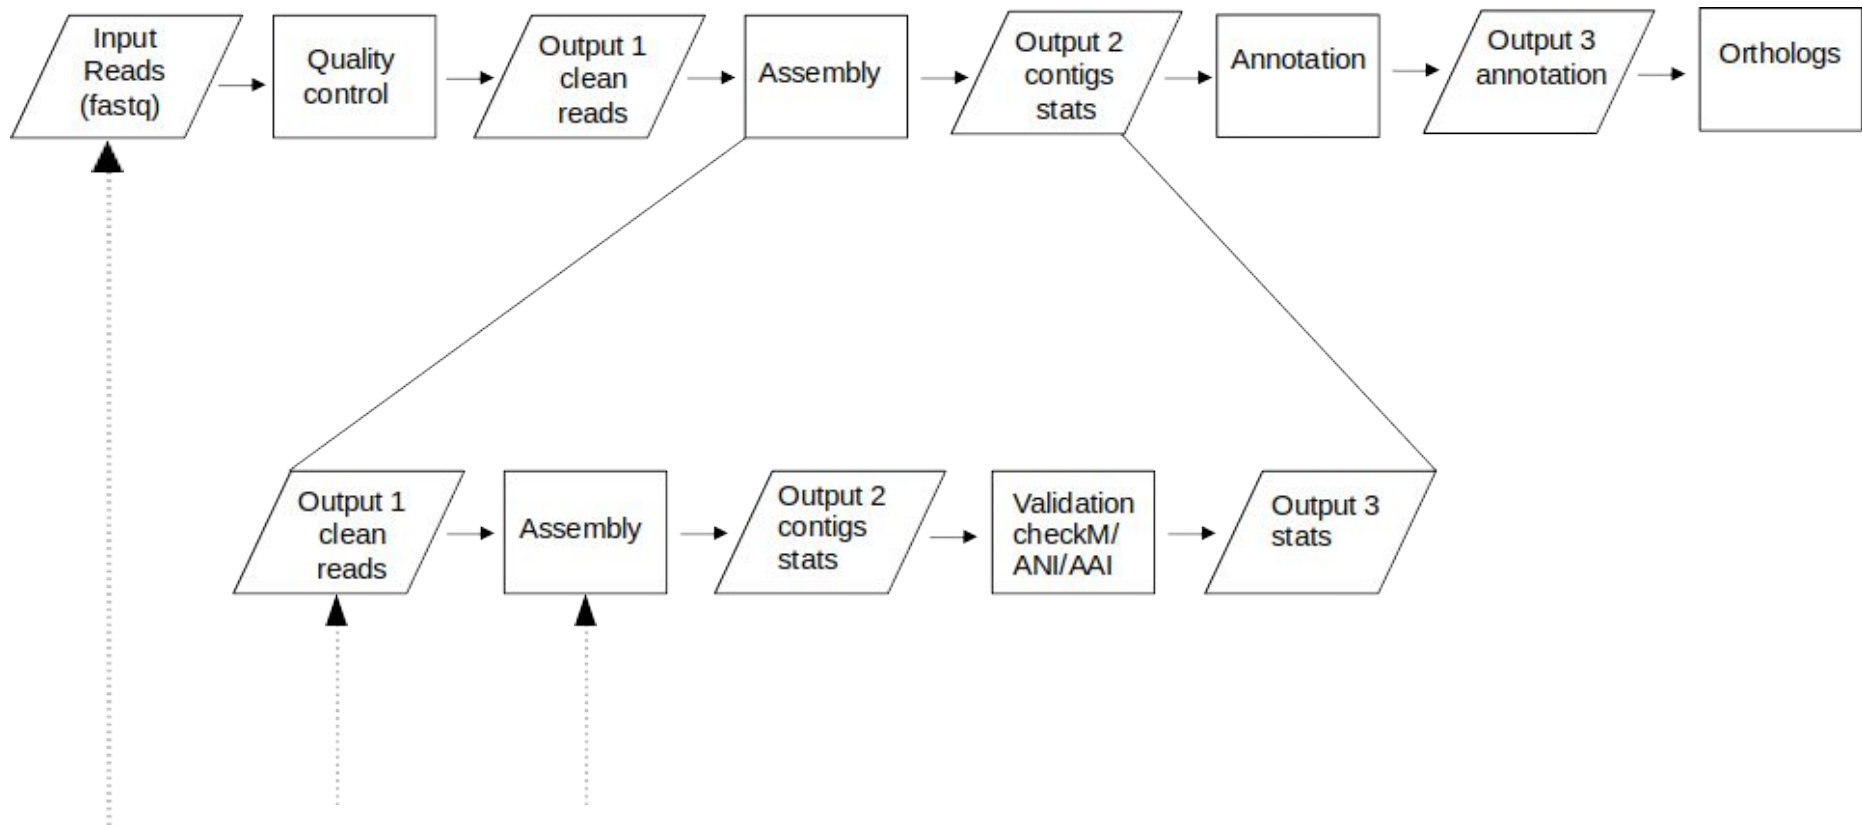 Input
Reads
(fastq)
Quality
control
Output 1
clean
reads
Assembly
Output 2
contigs
stats
Annotation
Output 3
annotation
Orthologs
Output 1
clean
reads
Assembly
Output 2
contigs
stats
Validation
checkM/
ANI/AAI
Output 3
stats